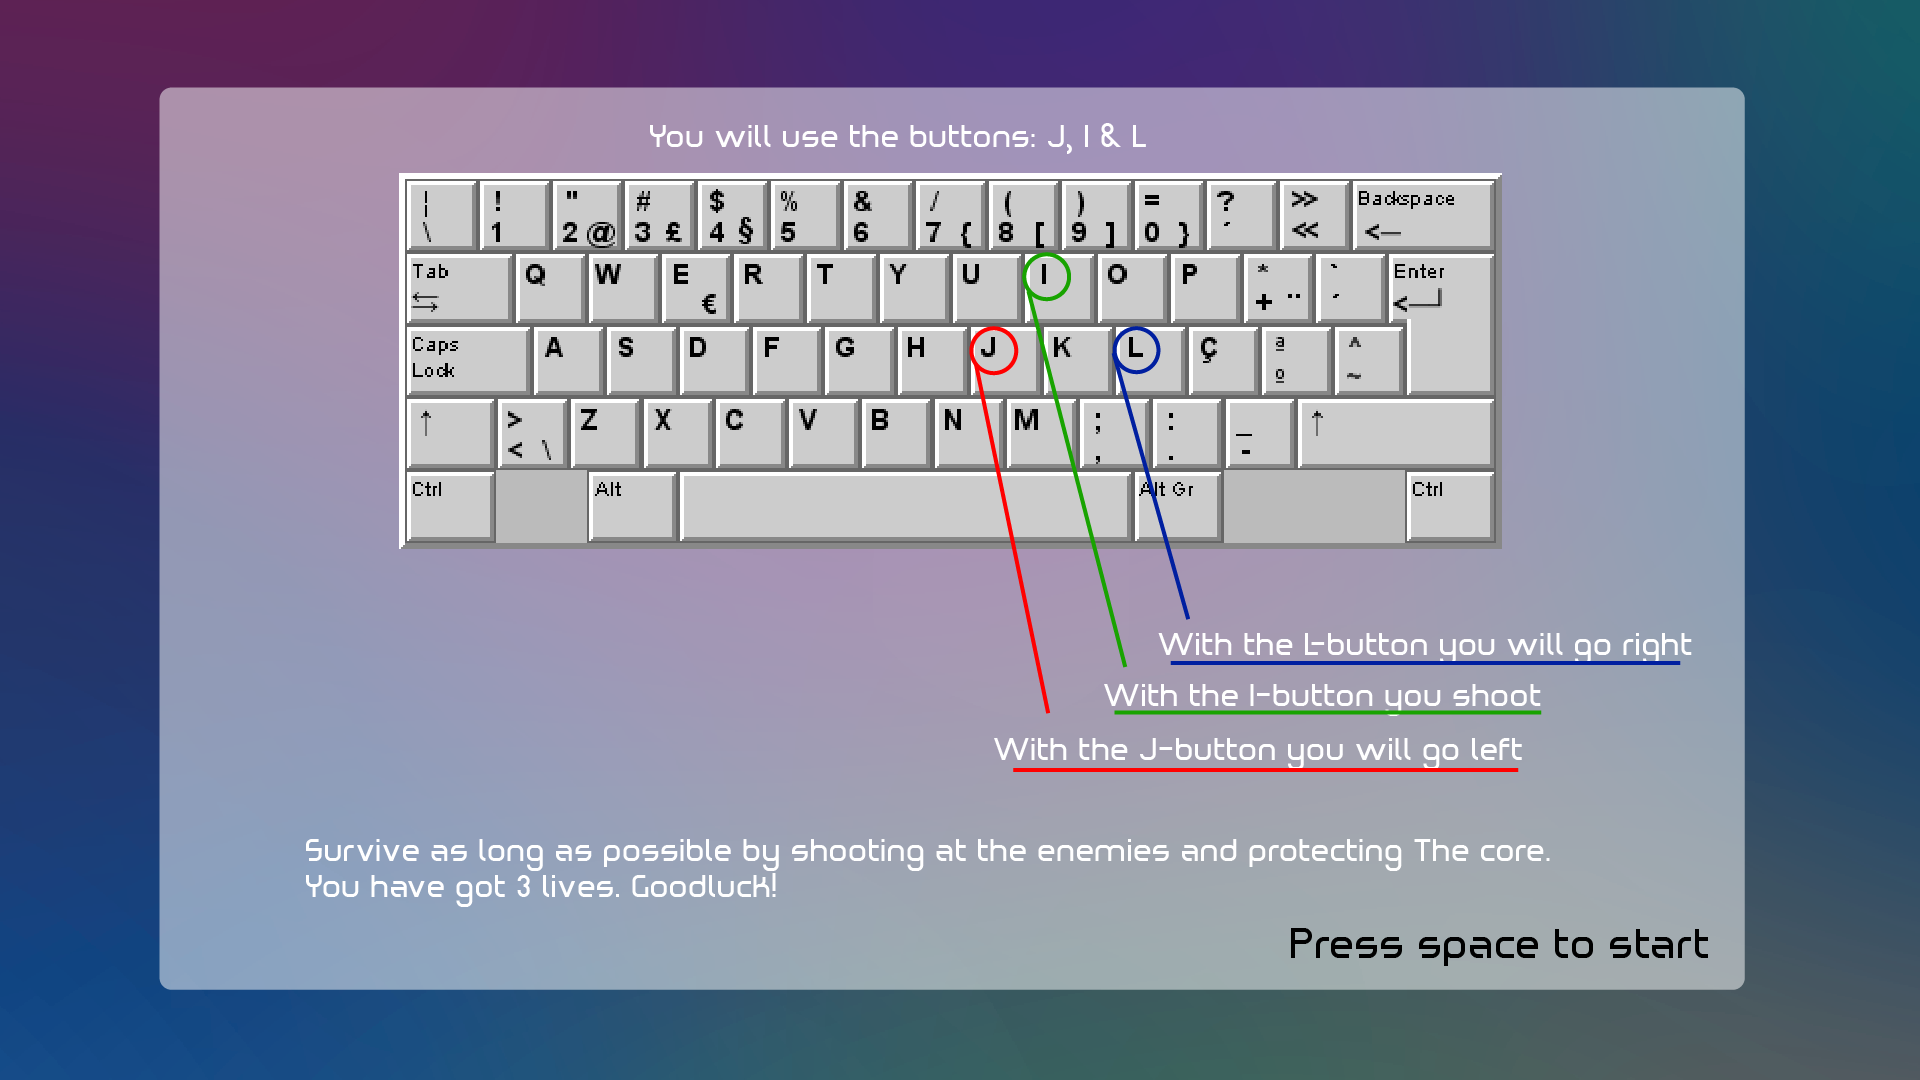 You will use the buttons: J, I & L
¦ ! " # $ % & / ( ) = ? >> Backspace
\ 1 2 @ 3 £ 4 § 5 6 7 { 8 [ 9 ] 0 } ´ << <—
Tab Q W E R T Y U I O P * ` Enter
⇆ € + ¨ ´ <—┘
Caps A S D F G H J K L Ç ª ^
Lock º ~
↑ > Z X C V B N M ; : _ ↑
< \ , . -
Ctrl Alt Alt Gr Ctrl
With the L-button you will go right
With the I-button you shoot
With the J-button you will go left
Survive as long as possible by shooting at the enemies and protecting The core.
You have got 3 lives. Goodluck!
Press space to start